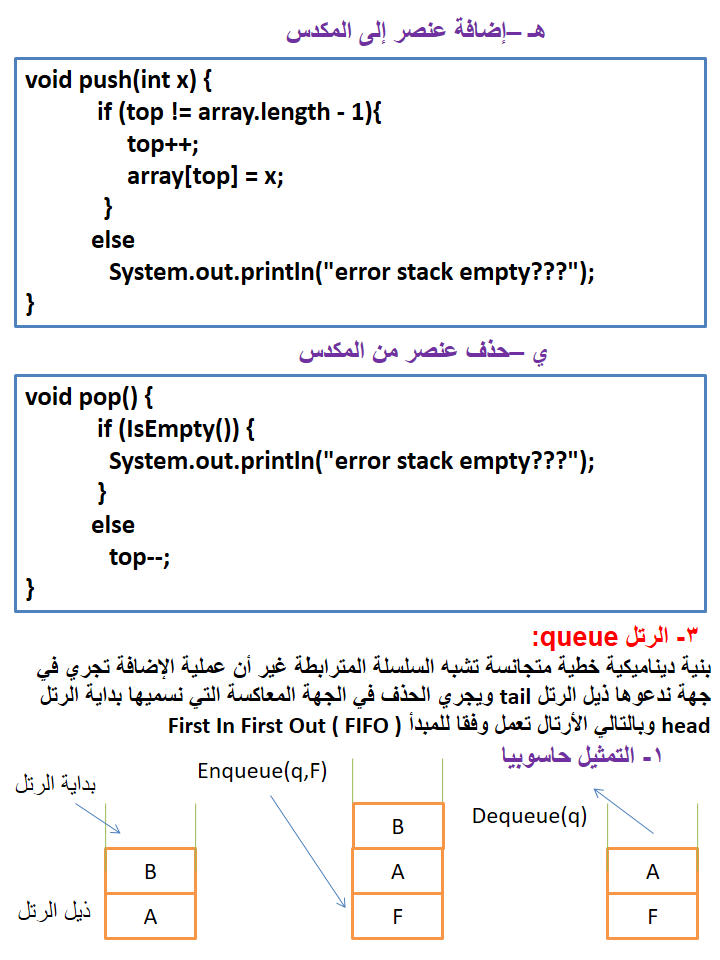 هـ –إضافة عنصر إلى المكدس
void push(int x) {
if (top != array.length - 1){
top++;
array[top] = x;
}
else
System.out.println("error stack empty???");
}
ي –حذف عنصر من المكدس
void pop() {
if (IsEmpty()) {
System.out.println("error stack empty???");
}
else
top--;
}
٣- الرتل queue:
بنية ديناميكية خطية متجانسة تشبه السلسلة المترابطة غير أن عملية الإضافة تجري في
جهة ندعوها ذيل الرتل tail ويجري الحذف في الجهة المعاكسة التي نسميها بداية الرتل
head وبالتالي الأرتال تعمل وفقا للمبدأ First In First Out ( FIFO )
١- التمثيل حاسوبيا
بداية الرتل
Enqueue(q,F)
Dequeue(q)
B
B
A
A
ذيل الرتل
A
F
F